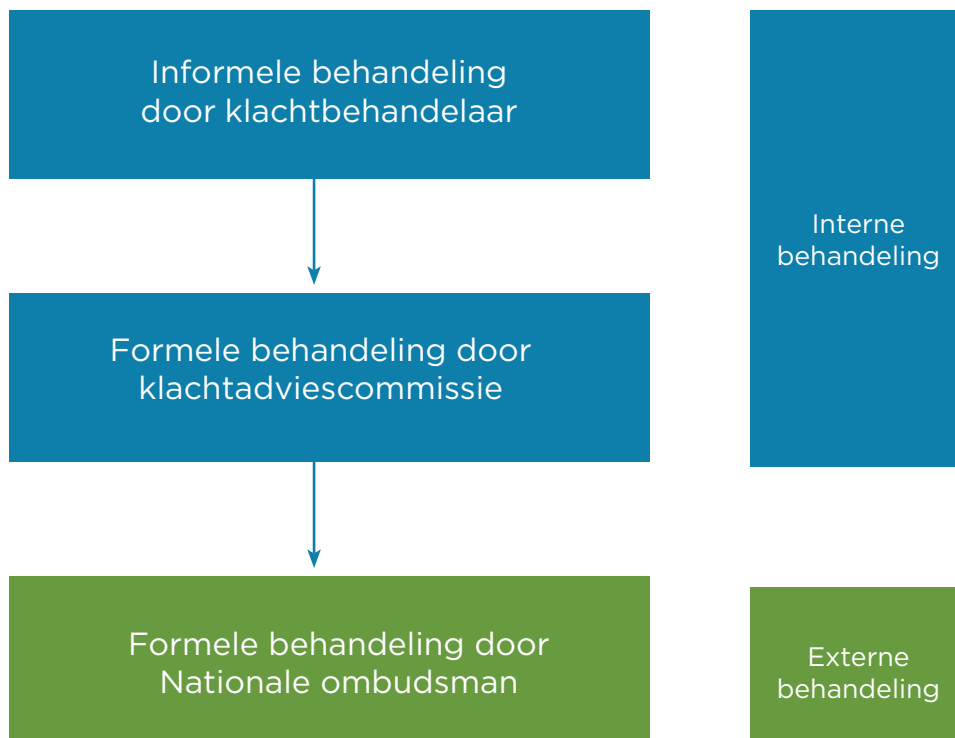 Informele behandeling
door klachtbehandelaar
Interne
behandeling
Formele behandeling door
klachtadviescommissie
Formele behandeling door
Nationale ombudsman
Externe
behandeling